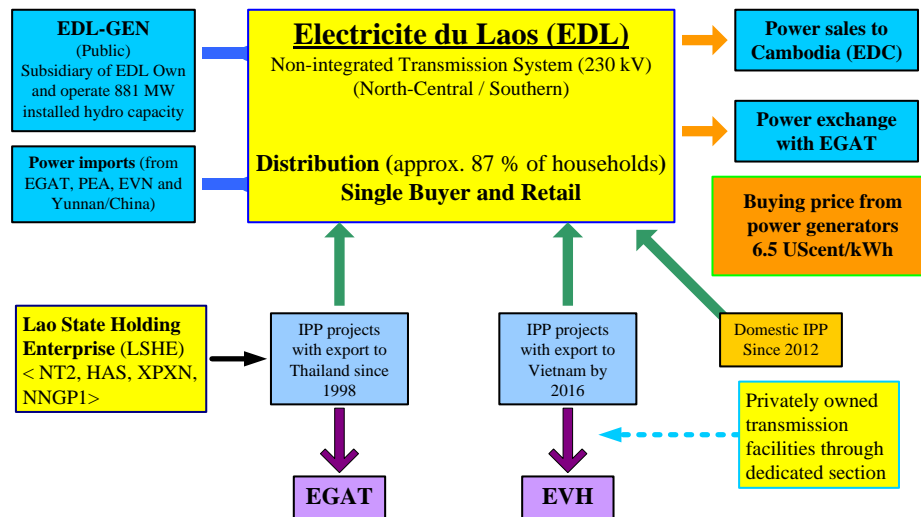 EDL-GEN
(Public)
Subsidiary of EDL Own
and operate 881 MW
installed hydro capacity
Power imports (from
EGAT, PEA, EVN and
Yunnan/China)
Electricite du Laos (EDL)
Non-integrated Transmission System (230 kV)
(North-Central / Southern)
Distribution (approx. 87 % of households)
Single Buyer and Retail
Power sales to
Cambodia (EDC)
Power exchange
with EGAT
Buying price from
power generators
6.5 UScent/kWh
Lao State Holding
Enterprise (LSHE)
< NT2, HAS, XPXN,
NNGP1>
IPP projects
with export to
Thailand since
1998
IPP projects
with export to
Vietnam by
2016
Domestic IPP
Since 2012
Privately owned
transmission
facilities through
dedicated section
EGAT
EVH